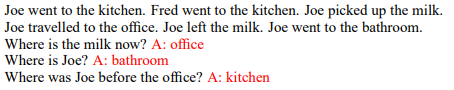 Joe went to the kitchen. Fred went to the kitchen. Joe picked up the milk.
Joe travelled to the office. Joe left the milk. Joe went to the bathroom.
Where is the milk now? A: office
Where is Joe? A: bathroom
Where was Joe before the office? A: kitchen